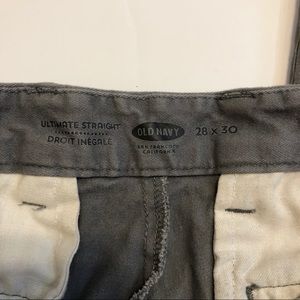 ULTIMATE STRAIGHT
DROIT INÉGALÉ
OLD NAVY
SAN FRANCISCO
CALIFORNIA
28 x 30